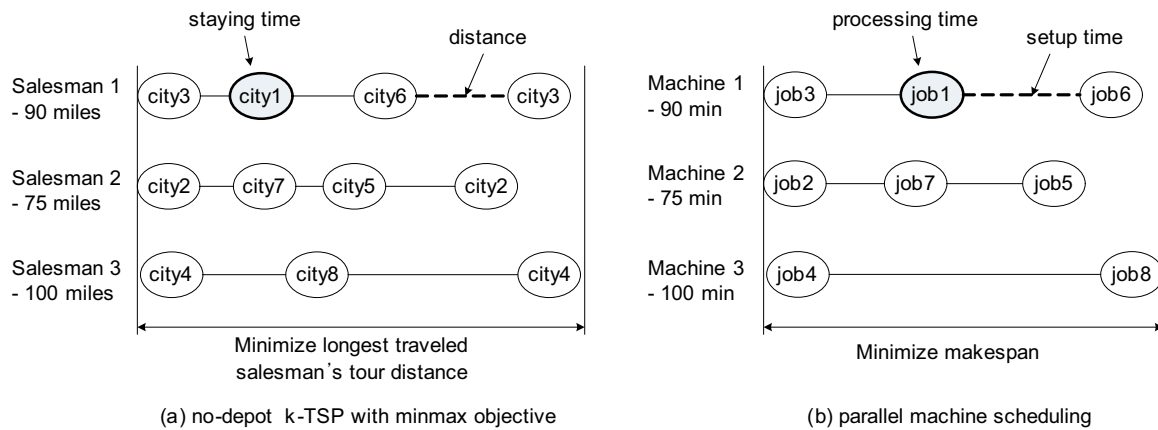 staying time
distance
Salesman 1
- 90 miles
city3 city1 city6 city3
Salesman 2
- 75 miles
city2 city7 city5 city2
Salesman 3
- 100 miles
city4 city8 city4
Minimize longest traveled
salesman's tour distance
(a) no-depot k-TSP with minmax objective
processing time
setup time
Machine 1
- 90 min
job3 job1 job6
Machine 2
- 75 min
job2 job7 job5
Machine 3
- 100 min
job4 job8
Minimize makespan
(b) parallel machine scheduling